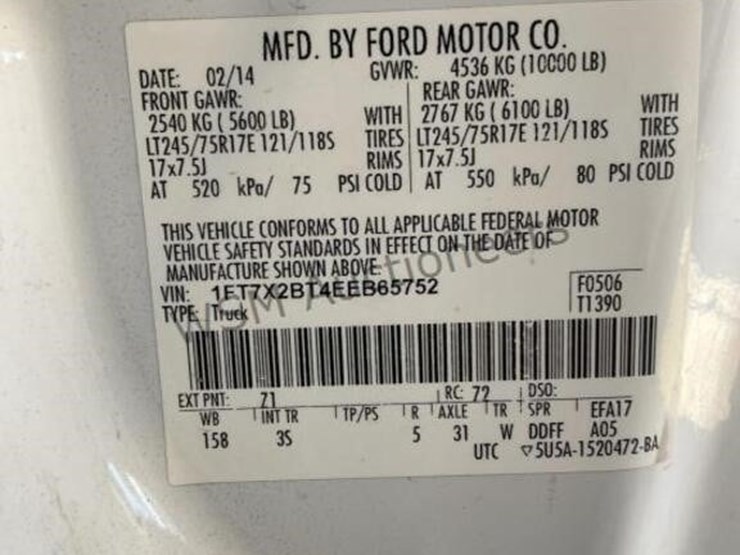 MFD. BY FORD MOTOR CO.
DATE: 02/14 GVWR: 4536 KG (10000 LB)
FRONT GAWR: REAR GAWR:
2540 KG ( 5600 LB) WITH 2767 KG ( 6100 LB) WITH
LT245/75R17E 121/118S TIRES LT245/75R17E 121/118S TIRES
17x7.5J RIMS 17x7.5J RIMS
AT 520 kPa/ 75 PSI COLD AT 550 kPa/ 80 PSI COLD
THIS VEHICLE CONFORMS TO ALL APPLICABLE FEDERAL MOTOR
VEHICLE SAFETY STANDARDS IN EFFECT ON THE DATE OF
MANUFACTURE SHOWN ABOVE.
VIN: 1FT7X2BT4EEB65752 F0506
TYPE: Truck T1390
WSM Auctioneers
EXT PNT: Z1 RC: 72 DSO:
WB INT TR TP/PS R AXLE TR SPR EFA17
158 3S 5 31 W DDFF A05
UTC ▽5U5A-1520472-BA